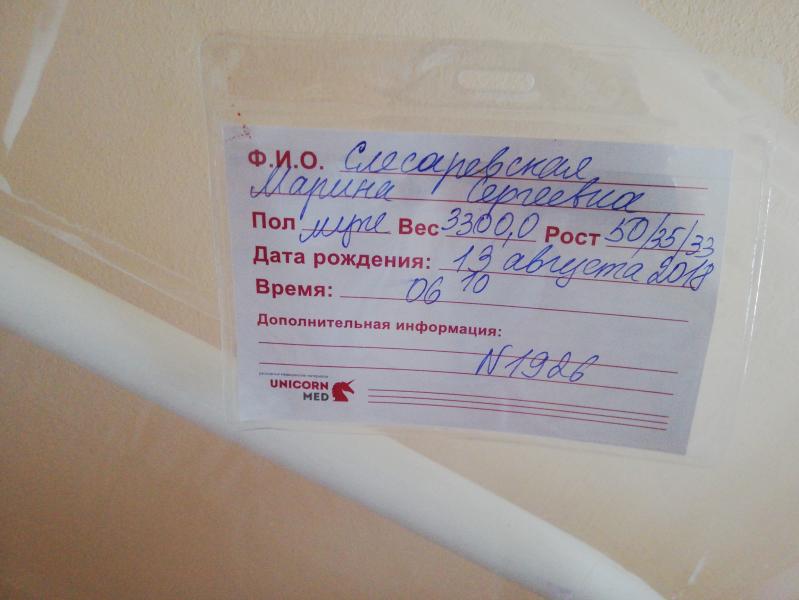 Ф.И.О. Слесаревская
Марина Сергеевна
Пол муж Вес 3300,0 Рост 50/35/33
Дата рождения: 13 августа 2018
Время: 06 10
Дополнительная информация:
N1926
UNICORN
MED